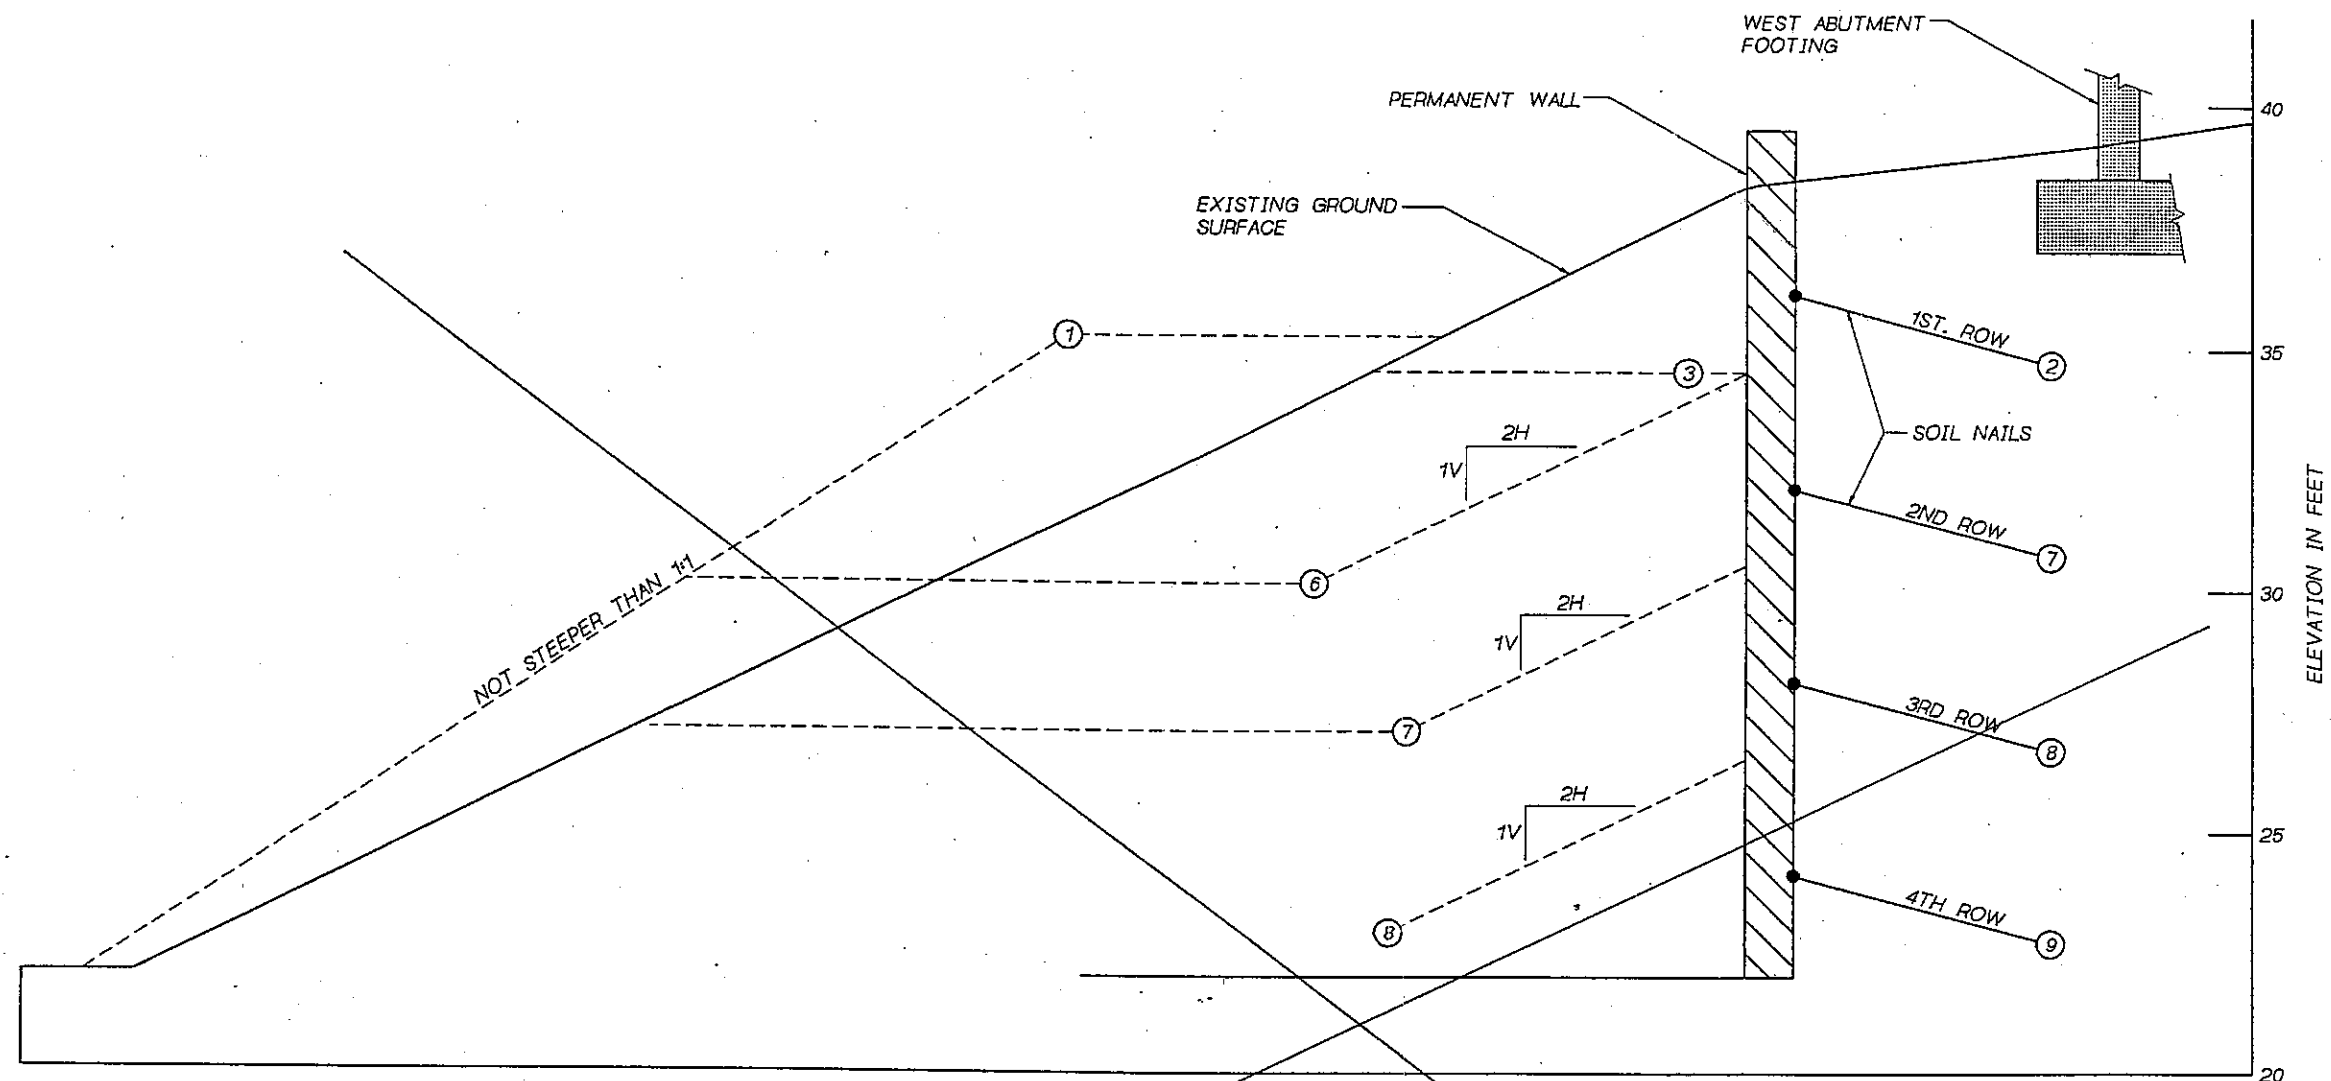 WEST ABUTMENT
FOOTING
40
PERMANENT WALL
EXISTING GROUND
SURFACE
1
1ST. ROW
35
2
3
2H
1V
SOIL NAILS
2ND ROW
7
NOT STEEPER THAN 1:1
6
30
ELEVATION IN FEET
2H
1V
3RD ROW
7
8
2H
1V
25
4TH ROW
8
9
20